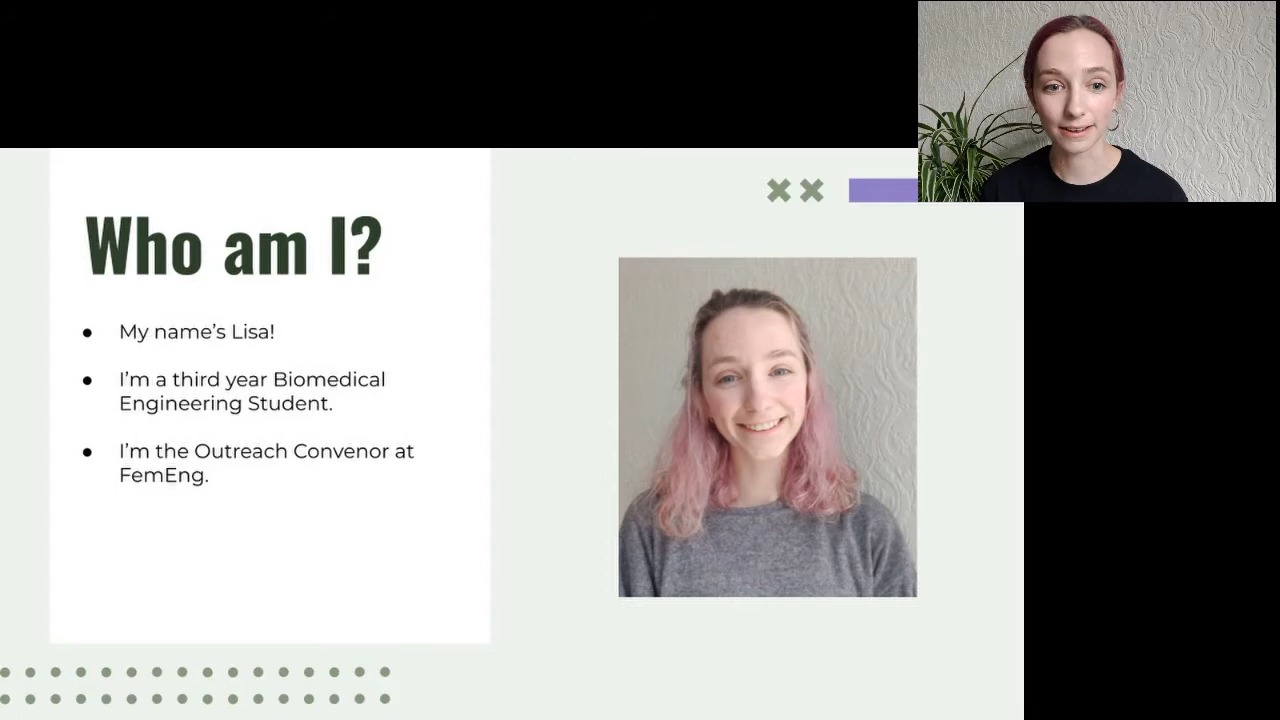 Who am I?
My name’s Lisa!
I’m a third year Biomedical
Engineering Student.
I’m the Outreach Convenor at
FemEng.